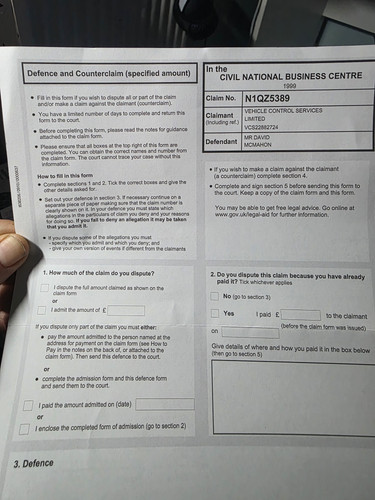 Defence and Counterclaim (specified amount)
• Fill in this form if you wish to dispute all or part of the claim
and/or make a claim against the claimant (counterclaim).
• You have a limited number of days to complete and return this
form to the court.
• Before completing this form, please read the notes for guidance
attached to the claim form.
• Please ensure that all boxes at the top right of this form are
completed. You can obtain the correct names and number from
the claim form. The court cannot trace your case without this
information.
How to fill in this form
• Complete sections 1 and 2. Tick the correct boxes and give the
other details asked for.
• Set out your defence in section 3. If necessary continue on a
separate piece of paper making sure that the claim number is
clearly shown on it. In your defence you must state which
allegations in the particulars of claim you deny and your reasons
for doing so. If you fail to deny an allegation it may be taken
that you admit it.
• If you dispute some of the allegations you must
- specify which you admit and which you deny; and
- give your own version of events if different from the claimants
In the
CIVIL NATIONAL BUSINESS CENTRE
1999
Claim No. N1QZ5389
Claimant
(including ref.)
VEHICLE CONTROL SERVICES
LIMITED
VCS22892724
Defendant
MR DAVID
MCMAHON
• If you wish to make a claim against the claimant
(a counterclaim) complete section 4.
• Complete and sign section 5 before sending this form to
the court. Keep a copy of the claim form and this form.
You may be able to get free legal advice. Go online at
www.gov.uk/legal-aid for further information.
1. How much of the claim do you dispute?
I dispute the full amount claimed as shown on the
claim form
or
I admit the amount of £
If you dispute only part of the claim you must either:
• pay the amount admitted to the person named at the
address for payment on the claim form (see How to
Pay in the notes on the back of, or attached to, the
claim form). Then send this defence to the court.
or
• complete the admission form and this defence form
and send them to the court.
I paid the amount admitted on (date)
or
I enclose the completed form of admission (go to section 2)
2. Do you dispute this claim because you have already
paid it? Tick whichever applies
No (go to section 3)
Yes I paid £ to the claimant
on (before the claim form was issued)
Give details of where and how you paid it in the box below
(then go to section 5)
3. Defence